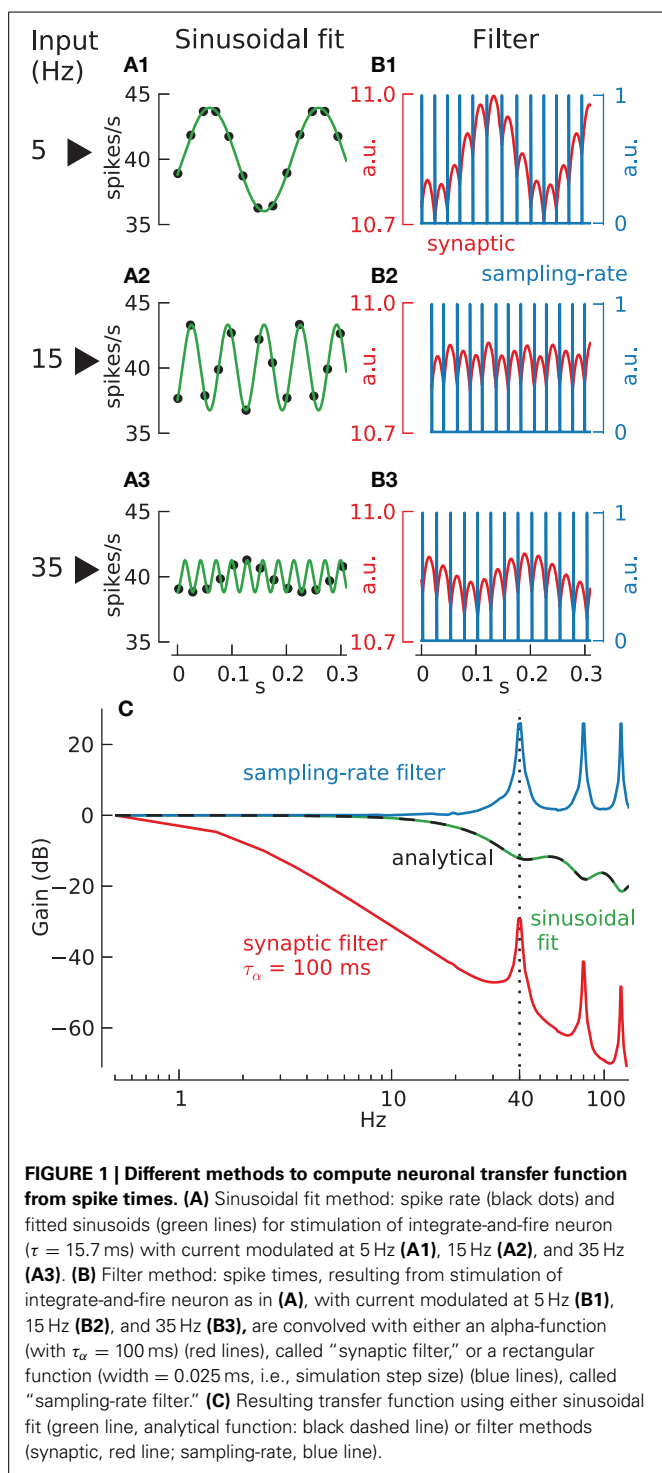 Input
(Hz)
Sinusoidal fit
Filter
A1
B1
45
40
35
spikes/s
5
11.0
10.7
a.u.
1
0
a.u.
synaptic
A2
B2
sampling-rate
45
40
35
spikes/s
15
11.0
10.7
a.u.
1
0
a.u.
A3
B3
45
40
35
spikes/s
35
11.0
10.7
a.u.
1
0
a.u.
0 0.1 0.2 0.3
s
0 0.1 0.2 0.3
s
C
20
0
−20
−40
−60
Gain (dB)
sampling-rate filter
analytical
sinusoidal
fit
synaptic filter
τα = 100 ms
1 10 40 100
Hz
FIGURE 1 | Different methods to compute neuronal transfer function
from spike times. (A) Sinusoidal fit method: spike rate (black dots) and
fitted sinusoids (green lines) for stimulation of integrate-and-fire neuron
(τ = 15.7 ms) with current modulated at 5 Hz (A1), 15 Hz (A2), and 35 Hz
(A3). (B) Filter method: spike times, resulting from stimulation of
integrate-and-fire neuron as in (A), with current modulated at 5 Hz (B1),
15 Hz (B2), and 35 Hz (B3), are convolved with either an alpha-function
(with τα = 100 ms) (red lines), called “synaptic filter,” or a rectangular
function (width = 0.025 ms, i.e., simulation step size) (blue lines), called
“sampling-rate filter.” (C) Resulting transfer function using either sinusoidal
fit (green line, analytical function: black dashed line) or filter methods
(synaptic, red line; sampling-rate, blue line).